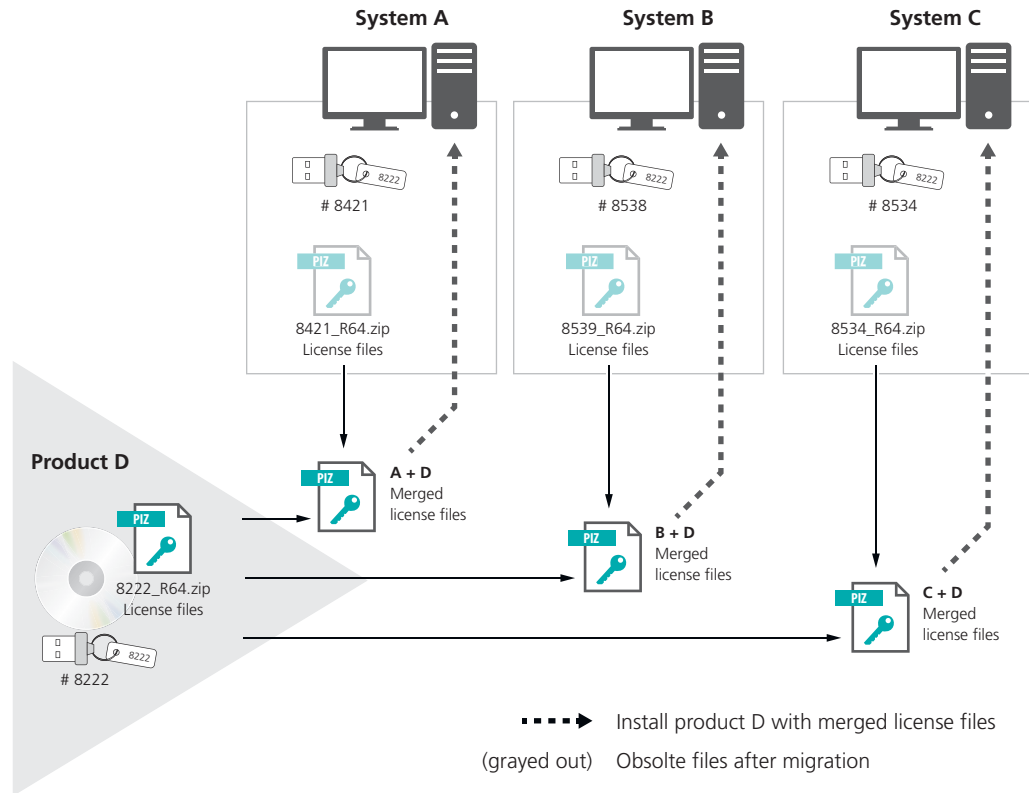 System A
System B
System C
8222
# 8421
8222
# 8538
8222
# 8534
PIZ
8421_R64.zip
License files
PIZ
8539_R64.zip
License files
PIZ
8534_R64.zip
License files
Product D
PIZ
8222_R64.zip
License files
8222
# 8222
PIZ
A + D
Merged
license files
PIZ
B + D
Merged
license files
PIZ
C + D
Merged
license files
Install product D with merged license files
(grayed out) Obsolte files after migration